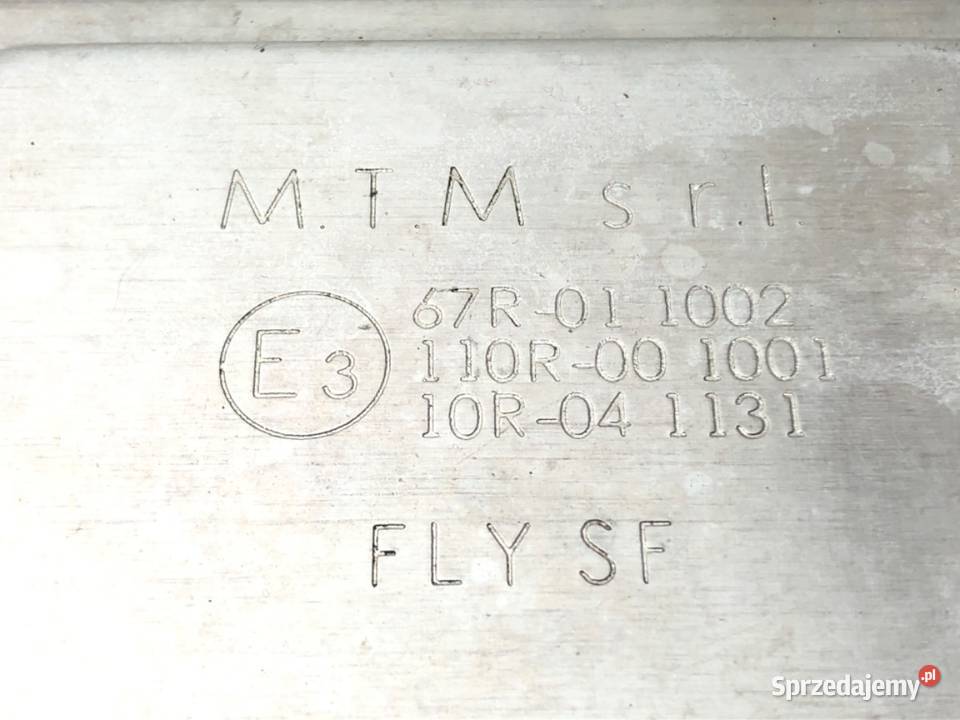 M.T.M s.r.l.
E3
67R-01 1002
110R-00 1001
10R-04 1131
FLY SF
Sprzedajemy.pl